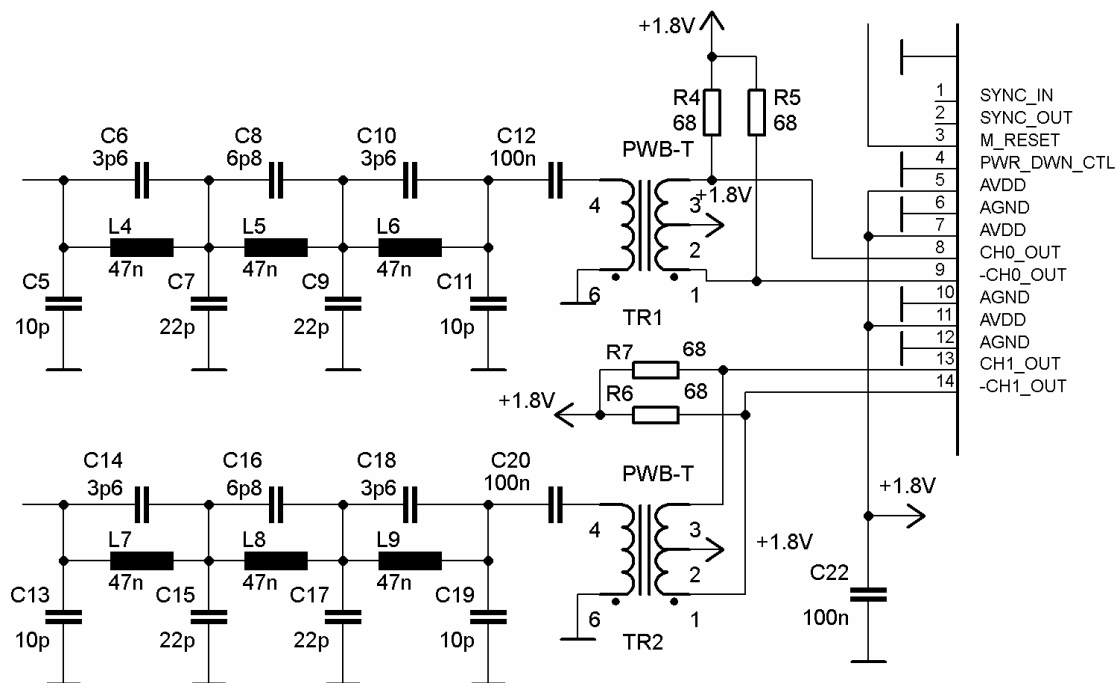 +1.8V
R4
68
R5
68
C6
3p6
C8
6p8
C10
3p6
C12
100n
PWB-T
4
3
+1.8V
2
6
1
TR1
L4
47n
L5
47n
L6
47n
C5
10p
C7
22p
C9
22p
C11
10p
1 SYNC_IN
2 SYNC_OUT
3 M_RESET
4 PWR_DWN_CTL
5 AVDD
6 AGND
7 AVDD
8 CH0_OUT
9 -CH0_OUT
10 AGND
11 AVDD
12 AGND
13 CH1_OUT
14 -CH1_OUT
R7 68
R6 68
+1.8V
C14
3p6
C16
6p8
C18
3p6
C20
100n
PWB-T
4
3
+1.8V
2
6
1
TR2
L7
47n
L8
47n
L9
47n
C13
10p
C15
22p
C17
22p
C19
10p
+1.8V
C22
100n